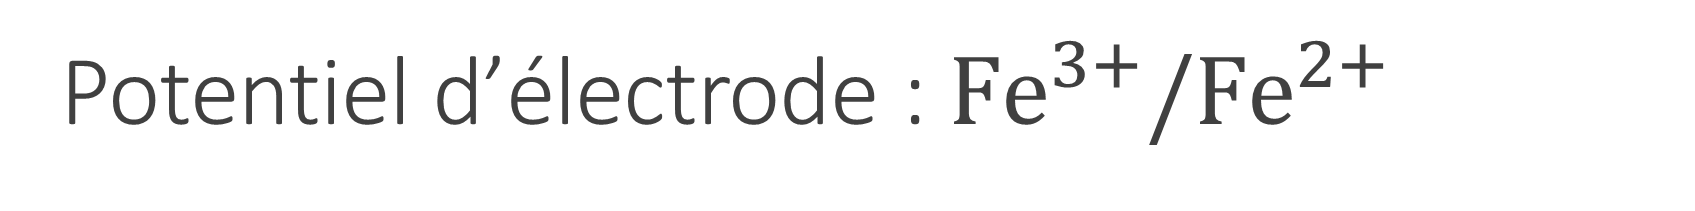 Potentiel d’électrode : Fe³⁺/Fe²⁺